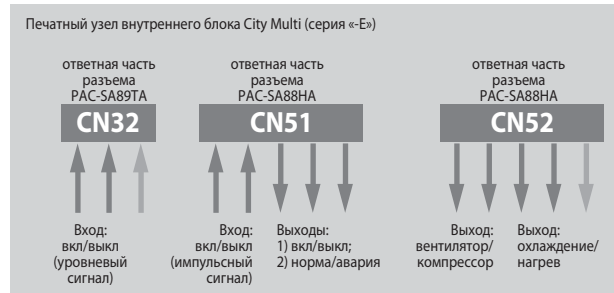 Печатный узел внутреннего блока City Multi (серия «-E»)
ответная часть
разъема
PAC-SA89TA
CN32
Вход:
вкл/выкл
(уровневый
сигнал)
ответная часть
разъема
PAC-SA88HA
CN51
Вход:
вкл/выкл
(импульсный
сигнал)
Выходы:
1) вкл/выкл;
2) норма/авария
ответная часть
разъема
PAC-SA88HA
CN52
Выход:
вентилятор/
компрессор
Выход:
охлаждение/
нагрев